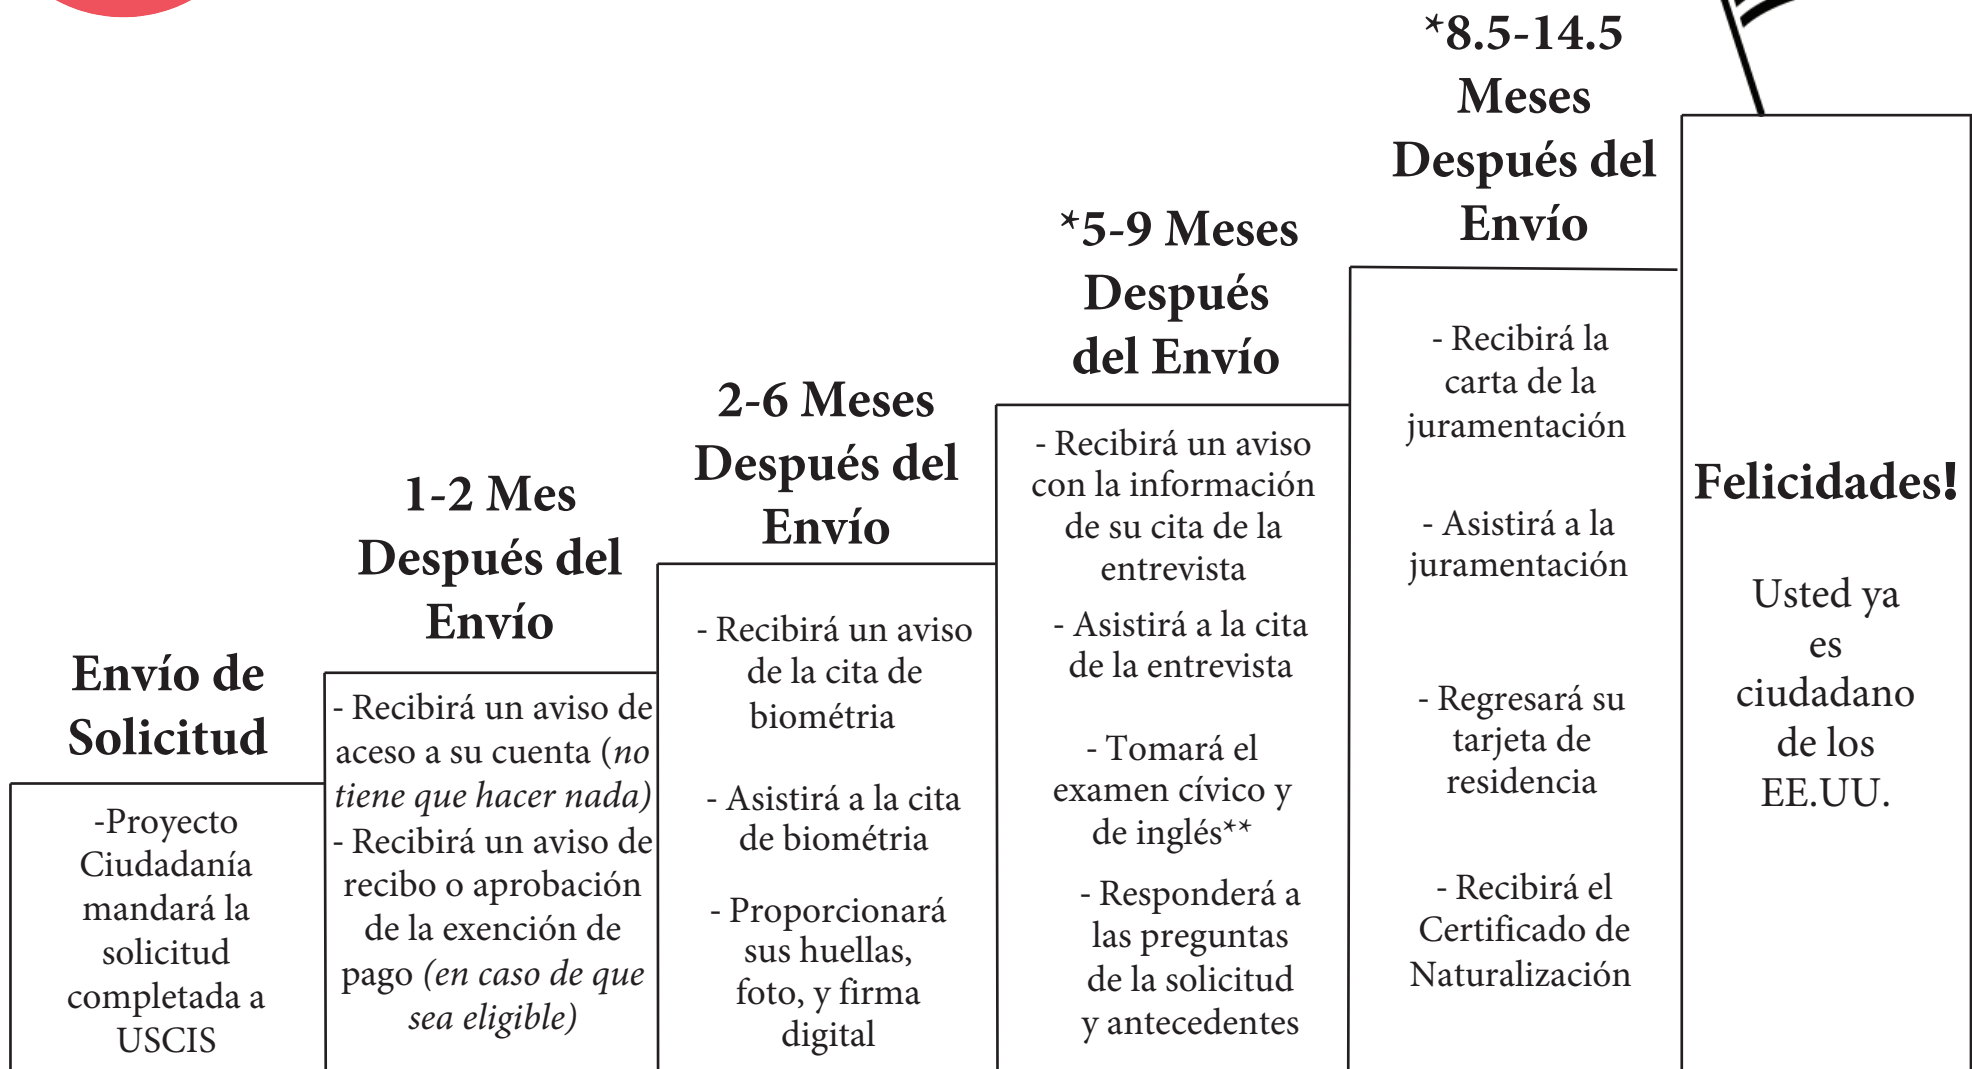 Envío de
Solicitud
-Proyecto
Ciudadanía
mandará la
solicitud
completada a
USCIS
1-2 Mes
Después del
Envío
- Recibirá un aviso de
aceso a su cuenta (no
tiene que hacer nada)
- Recibirá un aviso de
recibo o aprobación
de la exención de
pago (en caso de que
sea eligible)
2-6 Meses
Después del
Envío
- Recibirá un aviso
de la cita de
biométria
- Asistirá a la cita
de biométria
- Proporcionará
sus huellas,
foto, y firma
digital
*5-9 Meses
Después
del Envío
- Recibirá un aviso
con la información
de su cita de la
entrevista
- Asistirá a la cita
de la entrevista
- Tomará el
examen cívico y
de inglés**
- Responderá a
las preguntas
de la solicitud
y antecedentes
*8.5-14.5
Meses
Después del
Envío
- Recibirá la
carta de la
juramentación
- Asistirá a la
juramentación
- Regresará su
tarjeta de
residencia
- Recibirá el
Certificado de
Naturalización
Felicidades!
Usted ya
es
ciudadano
de los
EE.UU.